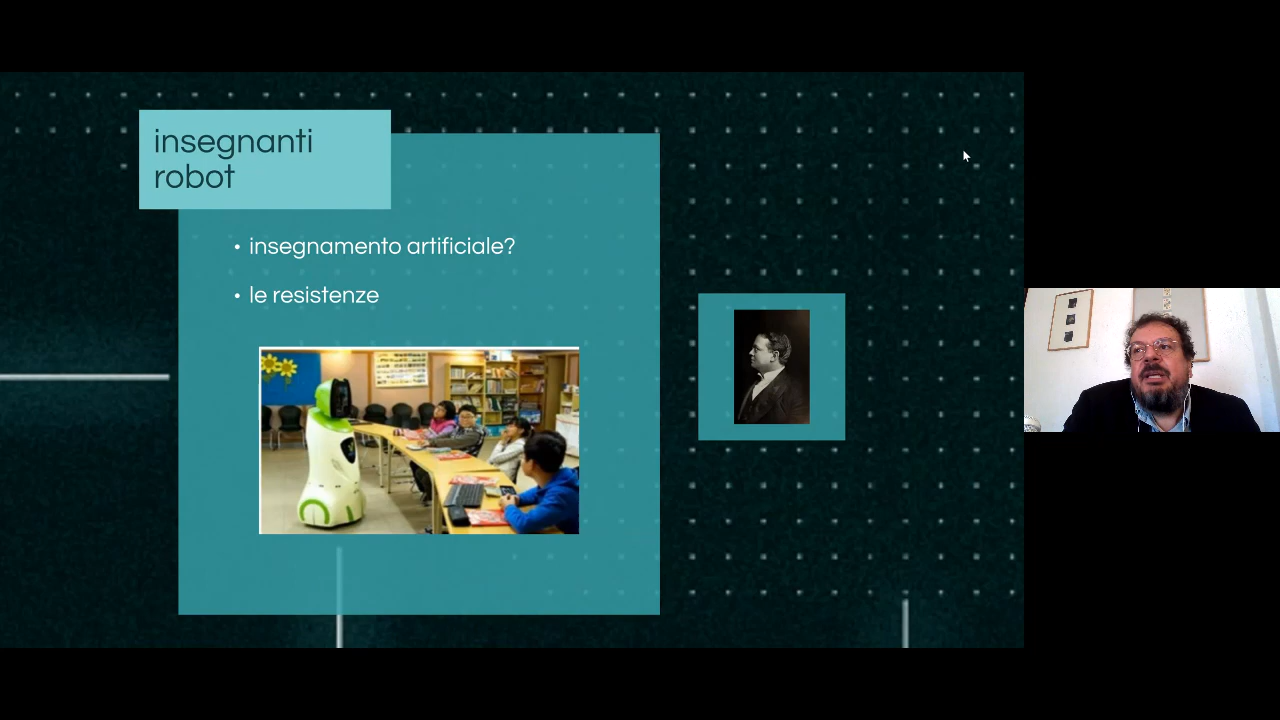 insegnanti
robot
• insegnamento artificiale?
• le resistenze